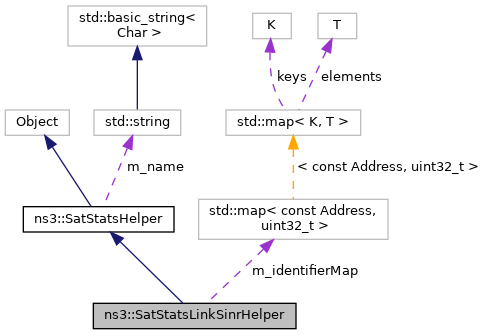 std::basic_string<
Char >
K
T
keys
elements
Object
std::string
std::map< K, T >
m_name
< const Address, uint32_t >
ns3::SatStatsHelper
std::map< const Address,
uint32_t >
m_identifierMap
ns3::SatStatsLinkSinrHelper